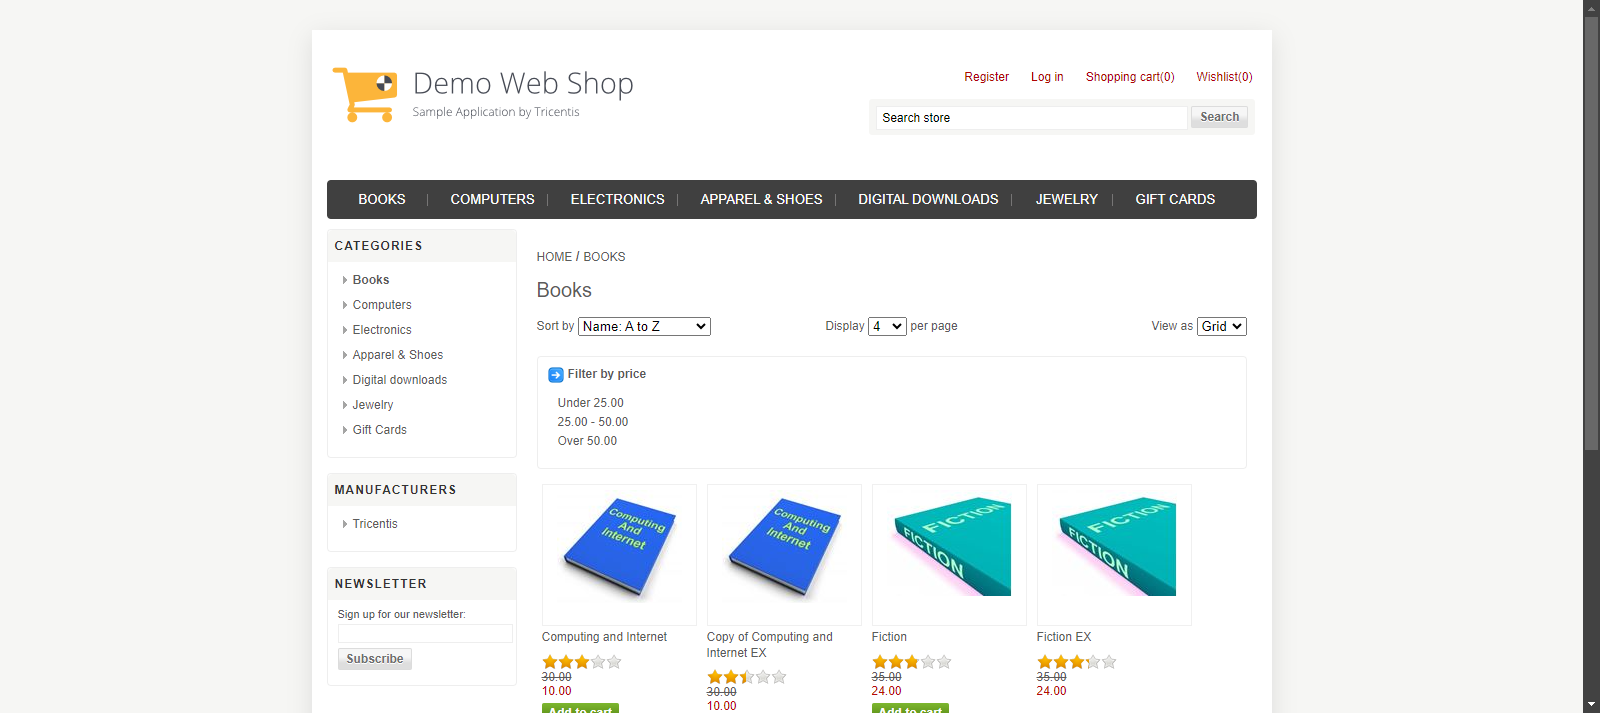 Demo Web Shop
Sample Application by Tricentis
Register
Log in
Shopping cart(0)
Wishlist(0)
Search store
Search
BOOKS
COMPUTERS
ELECTRONICS
APPAREL & SHOES
DIGITAL DOWNLOADS
JEWELRY
GIFT CARDS
CATEGORIES
Books
Computers
Electronics
Apparel & Shoes
Digital downloads
Jewelry
Gift Cards
MANUFACTURERS
Tricentis
NEWSLETTER
Sign up for our newsletter:
Subscribe
HOME / BOOKS
Books
Sort by Name: A to Z
Display 4 per page
View as Grid
Filter by price
Under 25.00
25.00 - 50.00
Over 50.00
Computing
And
Internet
Computing and Internet
30.00
10.00
Add to cart
Computing
And
Internet
Copy of Computing and
Internet EX
30.00
10.00
FICTION
FICTION
Fiction
35.00
24.00
Add to cart
FICTION
FICTION
Fiction EX
35.00
24.00